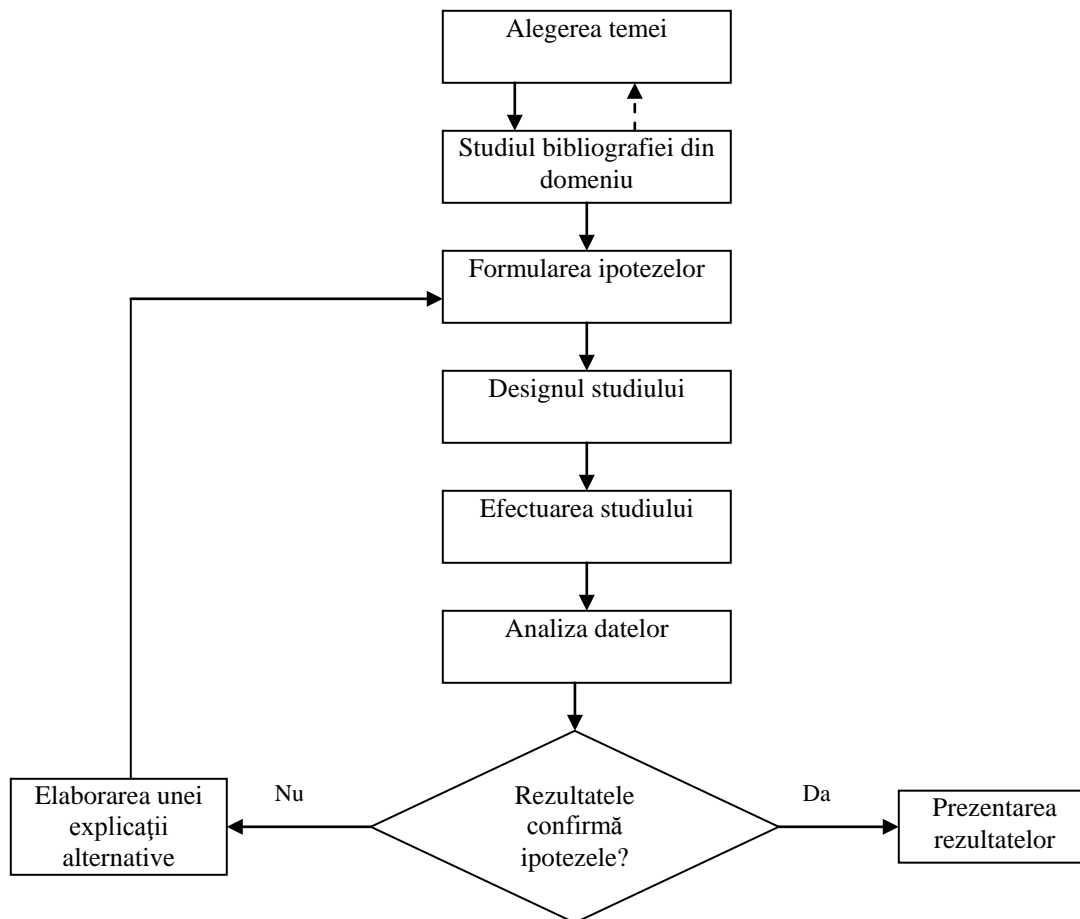 Alegerea temei
Studiul bibliografiei din
domeniu
Formularea ipotezelor
Designul studiului
Efectuarea studiului
Analiza datelor
Rezultatele
confirmă
ipotezele?
Nu
Elaborarea unei
explicaţii
alternative
Da
Prezentarea
rezultatelor